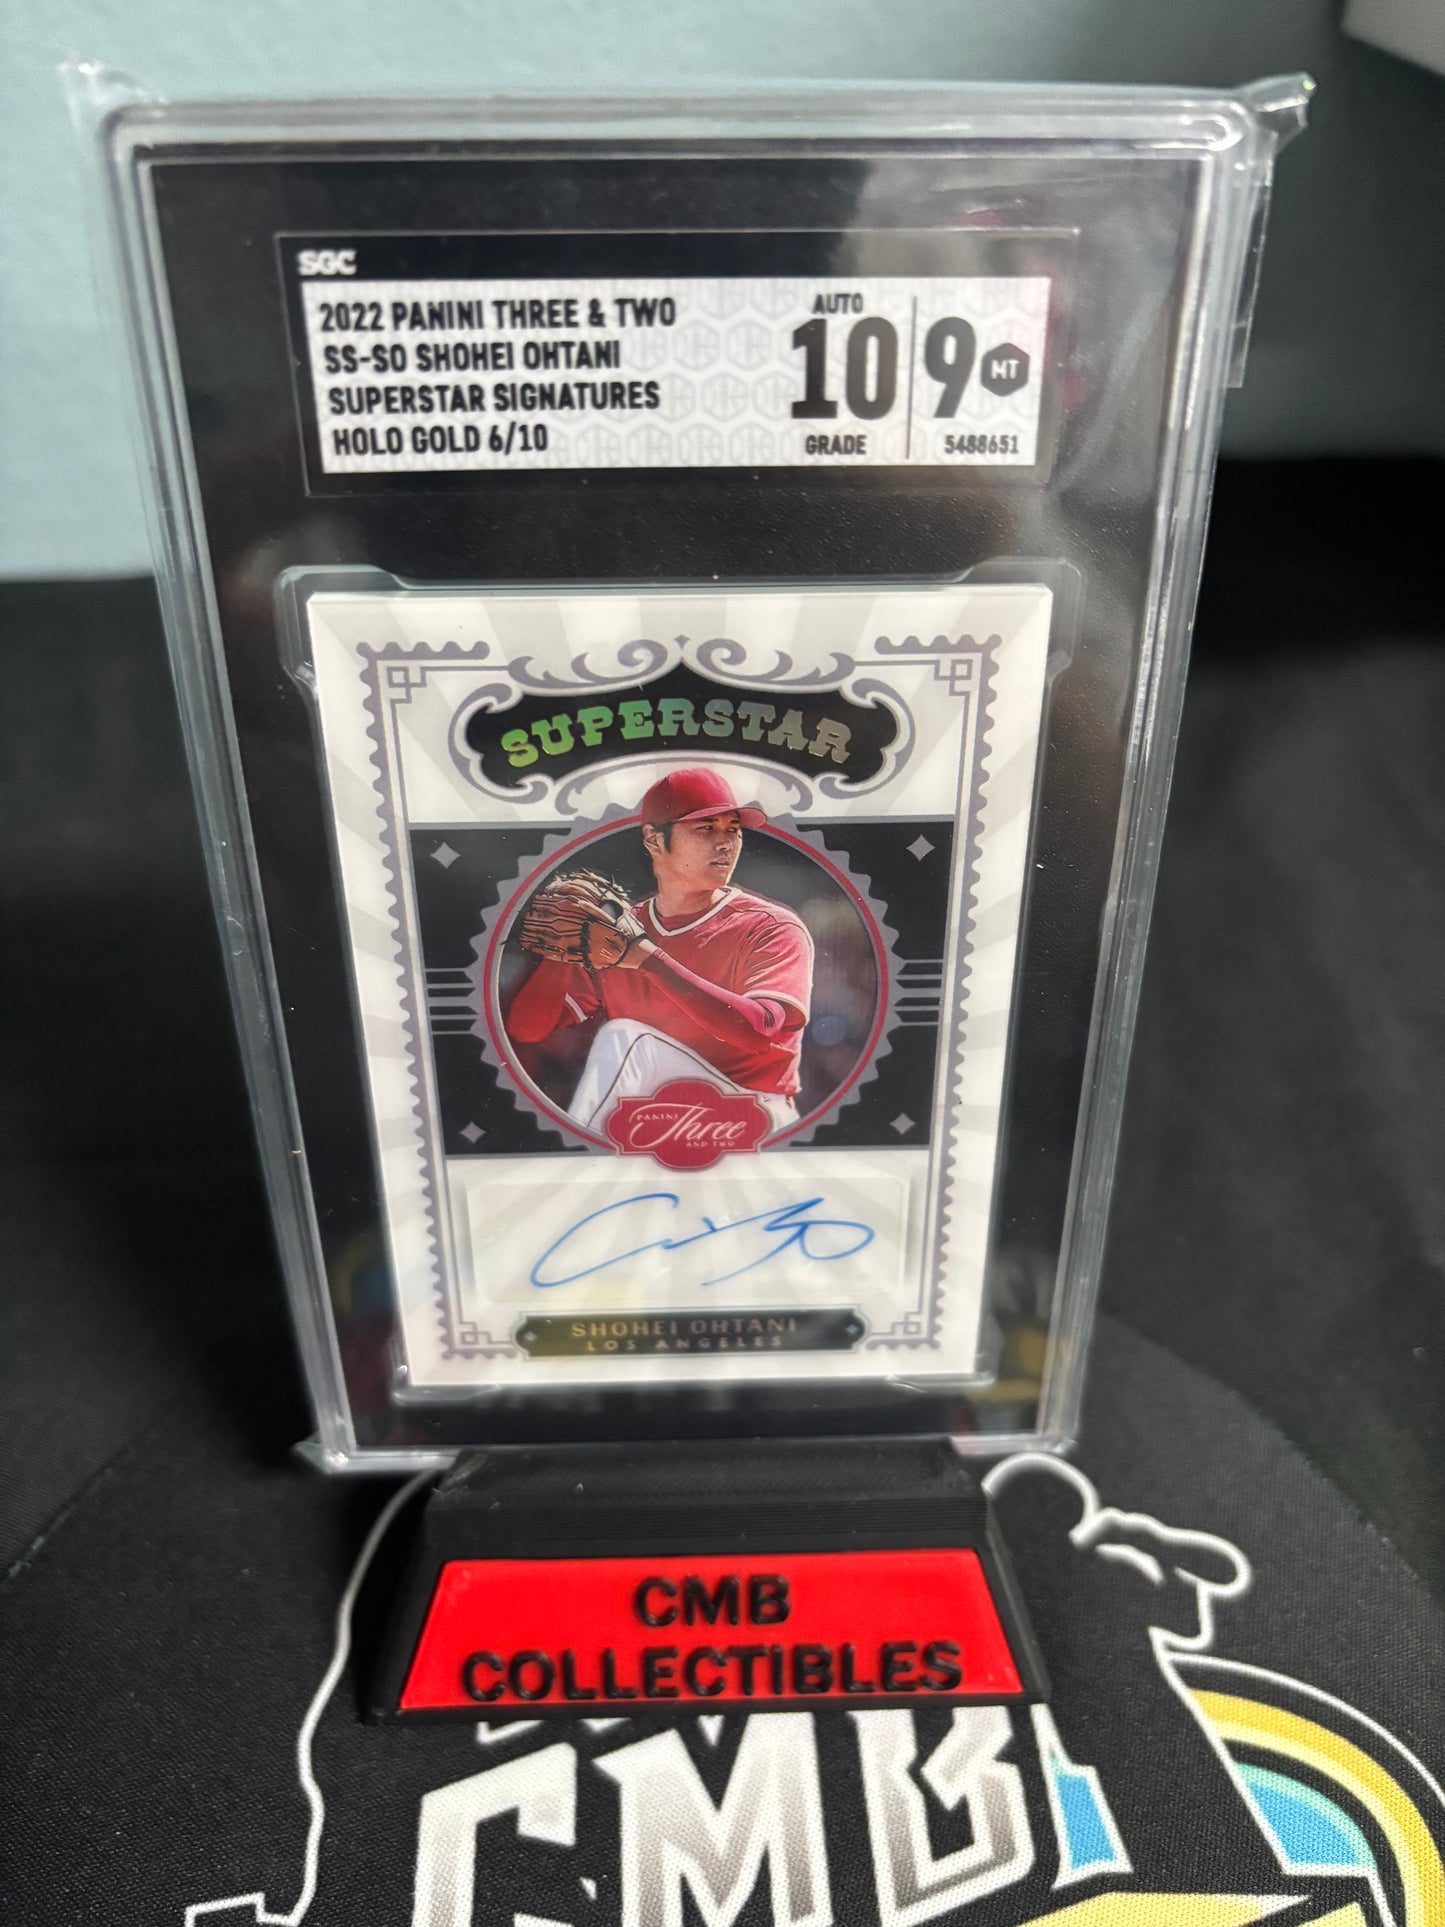 SGC
2022 PANINI THREE & TWO
SS-SO SHOHEI OHTANI
SUPERSTAR SIGNATURES
HOLO GOLD 6/10
AUTO
10
GRADE
9 MT
5488651
SUPERSTAR
PANINI
Three
AND TWO
SHOHEI OHTANI
LOS ANGELES
CMB
COLLECTIBLES
CMB